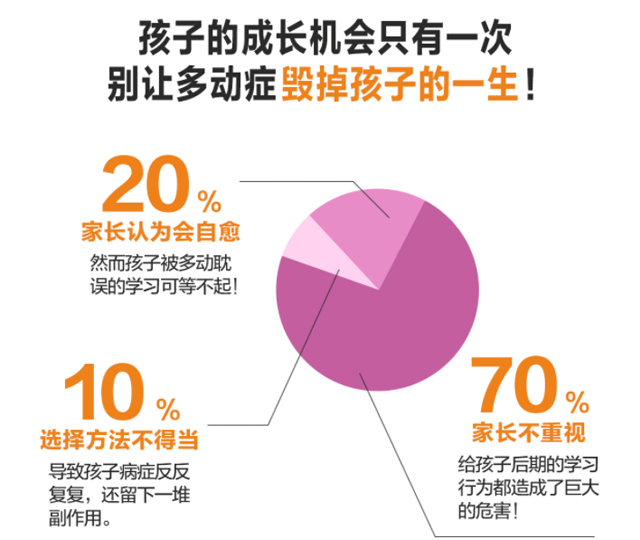 孩子的成长机会只有一次
别让多动症毁掉孩子的一生！
20%
家长认为会自愈
然而孩子被多动耽
误的学习可等不起！
10%
选择方法不得当
导致孩子病症反反
复复，还留下一堆
副作用。
70%
家长不重视
给孩子后期的学习
行为都造成了巨大
的危害！